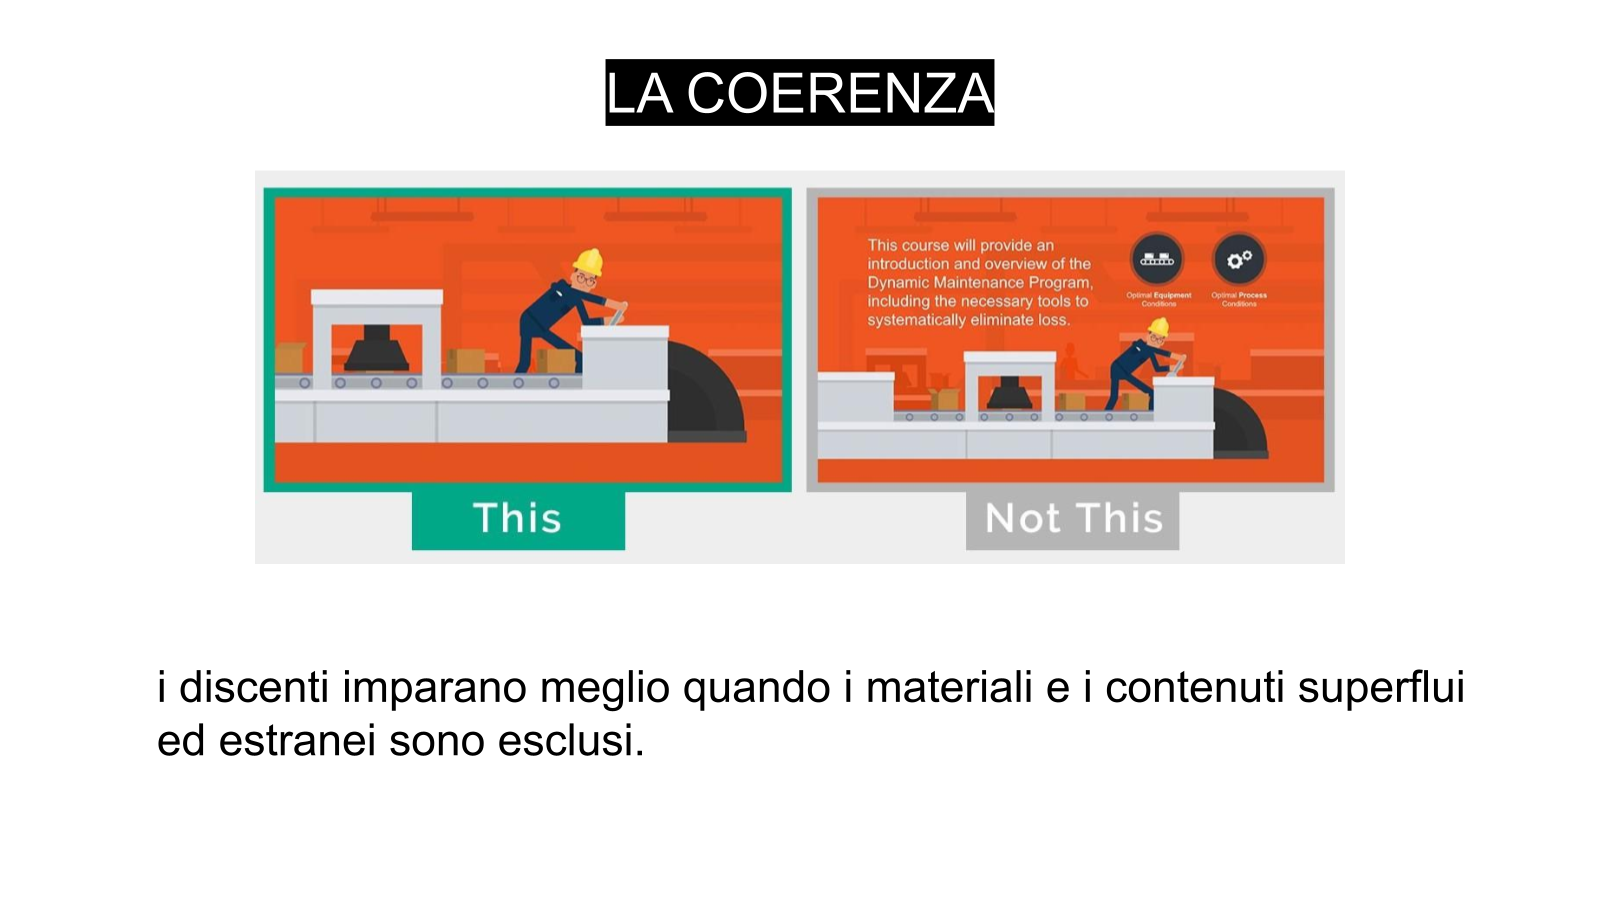 LA COERENZA
This course will provide an
introduction and overview of the
Dynamic Maintenance Program,
including the necessary tools to
systematically eliminate loss.
Optimal Equipment
Conditions
Optimal Process
Conditions
This
Not This
i discenti imparano meglio quando i materiali e i contenuti superflui
ed estranei sono esclusi.